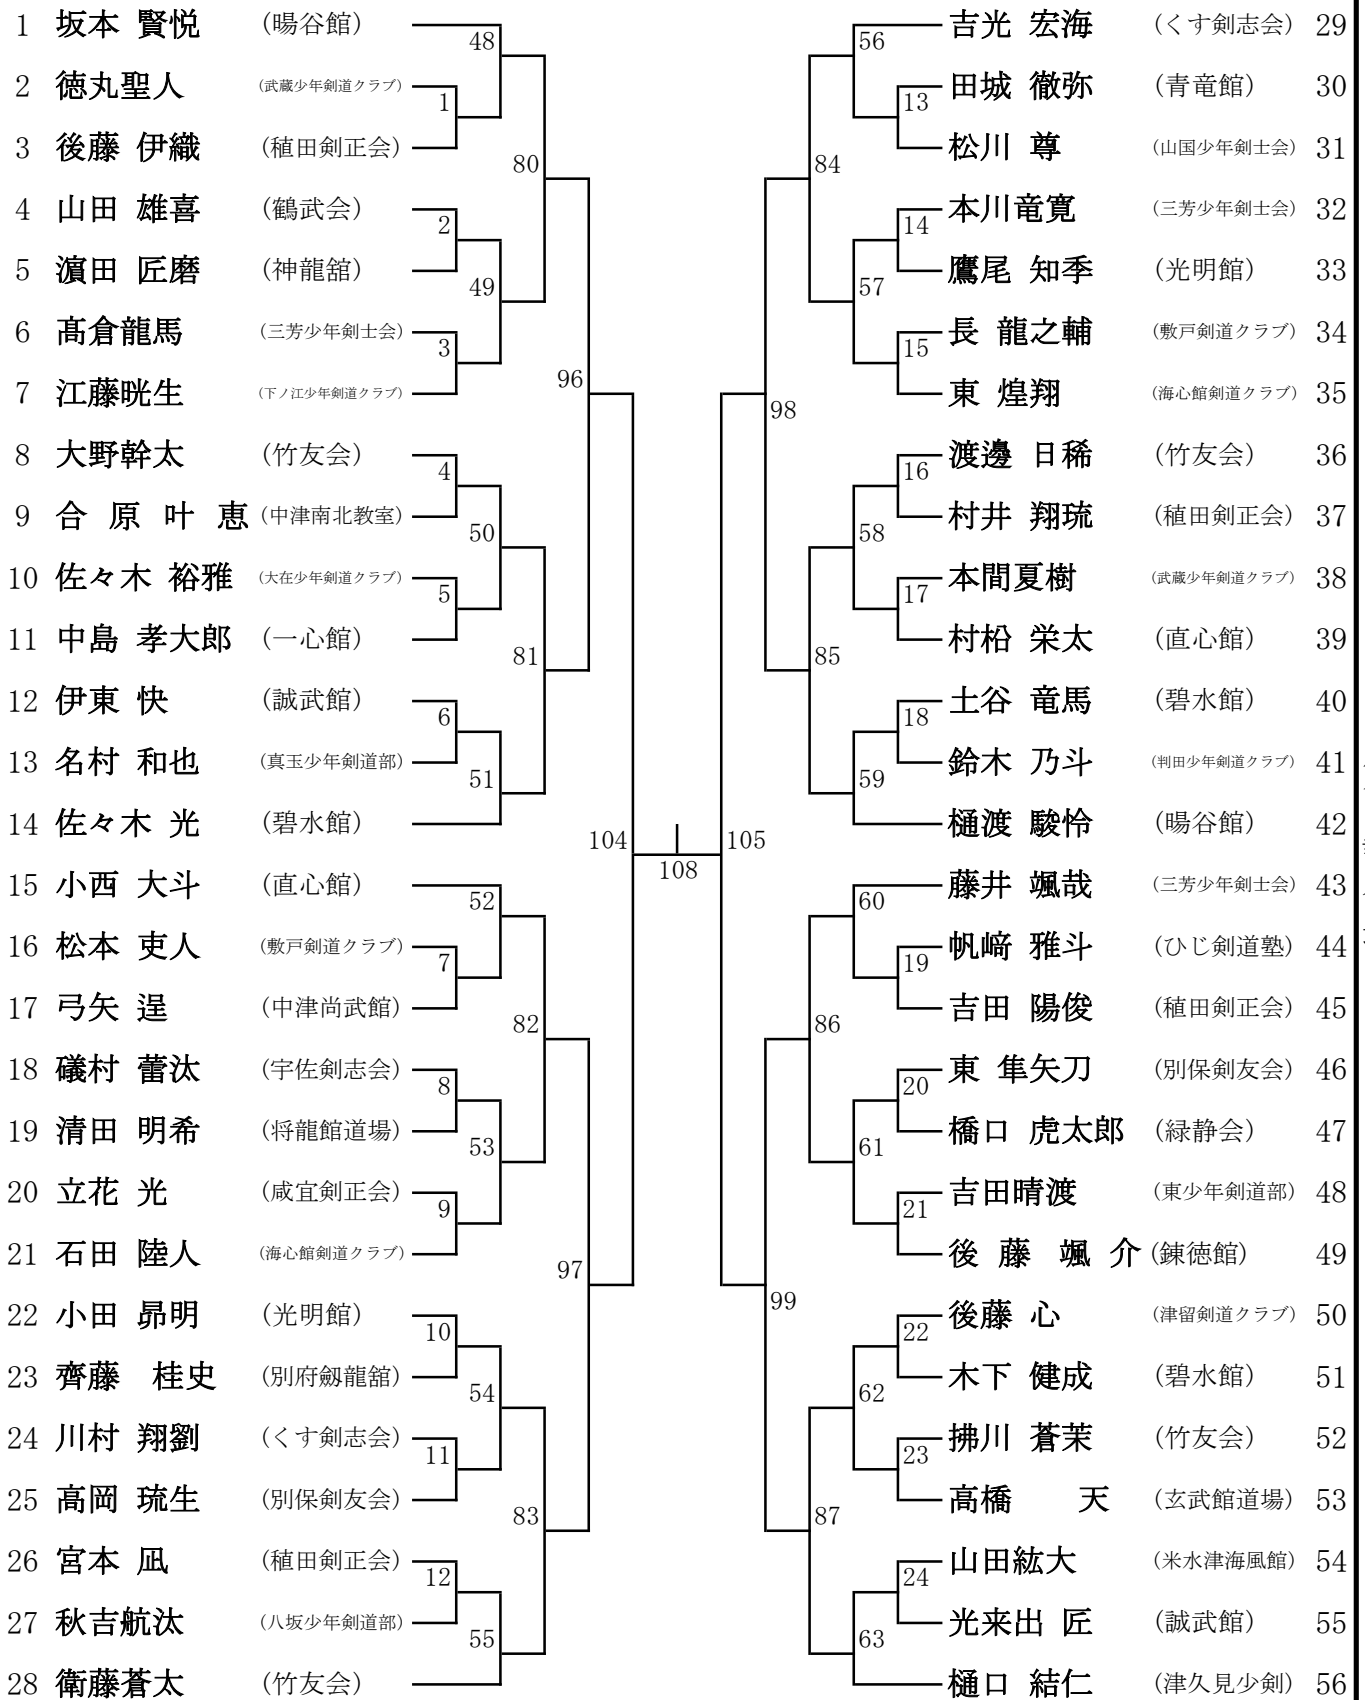 1 坂本 賢悦 (暘谷館)
2 徳丸聖人 (武蔵少年剣道クラブ)
3 後藤 伊織 (稙田剣正会)
4 山田 雄喜 (鶴武会)
5 濵田 匠磨 (神龍舘)
6 髙倉龍馬 (三芳少年剣士会)
7 江藤晄生 (下ノ江少年剣道クラブ)
8 大野幹太 (竹友会)
9 合 原 叶 恵 (中津南北教室)
10 佐々木 裕雅 (大在少年剣道クラブ)
11 中島 孝大郎 (一心館)
12 伊東 快 (誠武館)
13 名村 和也 (真玉少年剣道部)
14 佐々木 光 (碧水館)
15 小西 大斗 (直心館)
16 松本 吏人 (敷戸剣道クラブ)
17 弓矢 逞 (中津尚武館)
18 礒村 蕾汰 (宇佐剣志会)
19 清田 明希 (将龍館道場)
20 立花 光 (咸宜剣正会)
21 石田 陸人 (海心館剣道クラブ)
22 小田 昴明 (光明館)
23 齊藤 桂史 (別府劔龍舘)
24 川村 翔劉 (くす剣志会)
25 高岡 琉生 (別保剣友会)
26 宮本 凪 (稙田剣正会)
27 秋吉航汰 (八坂少年剣道部)
28 衛藤蒼太 (竹友会)
48
1
80
2
49
3
96
4
50
5
81
6
51
104
52
7
82
8
53
9
97
10
54
11
83
12
55
108
56
13
84
14
57
15
98
16
58
17
85
18
59
105
60
19
86
20
61
21
99
22
62
23
87
24
63
吉光 宏海 (くす剣志会) 29
田城 徹弥 (青竜館) 30
松川 尊 (山国少年剣士会) 31
本川竜寛 (三芳少年剣士会) 32
鷹尾 知季 (光明館) 33
長 龍之輔 (敷戸剣道クラブ) 34
東 煌翔 (海心館剣道クラブ) 35
渡邊 日稀 (竹友会) 36
村井 翔琉 (稙田剣正会) 37
本間夏樹 (武蔵少年剣道クラブ) 38
村枩 栄太 (直心館) 39
土谷 竜馬 (碧水館) 40
鈴木 乃斗 (判田少年剣道クラブ) 41
樋渡 駿怜 (暘谷館) 42
藤井 颯哉 (三芳少年剣士会) 43
帆﨑 雅斗 (ひじ剣道塾) 44
吉田 陽俊 (稙田剣正会) 45
東 隼矢刀 (別保剣友会) 46
橋口 虎太郎 (緑静会) 47
吉田晴渡 (東少年剣道部) 48
後 藤 颯 介 (錬徳館) 49
後藤 心 (津留剣道クラブ) 50
木下 健成 (碧水館) 51
拂川 蒼茉 (竹友会) 52
高橋 天 (玄武館道場) 53
山田紘大 (米水津海風館) 54
光来出 匠 (誠武館) 55
樋口 結仁 (津久見少剣) 56